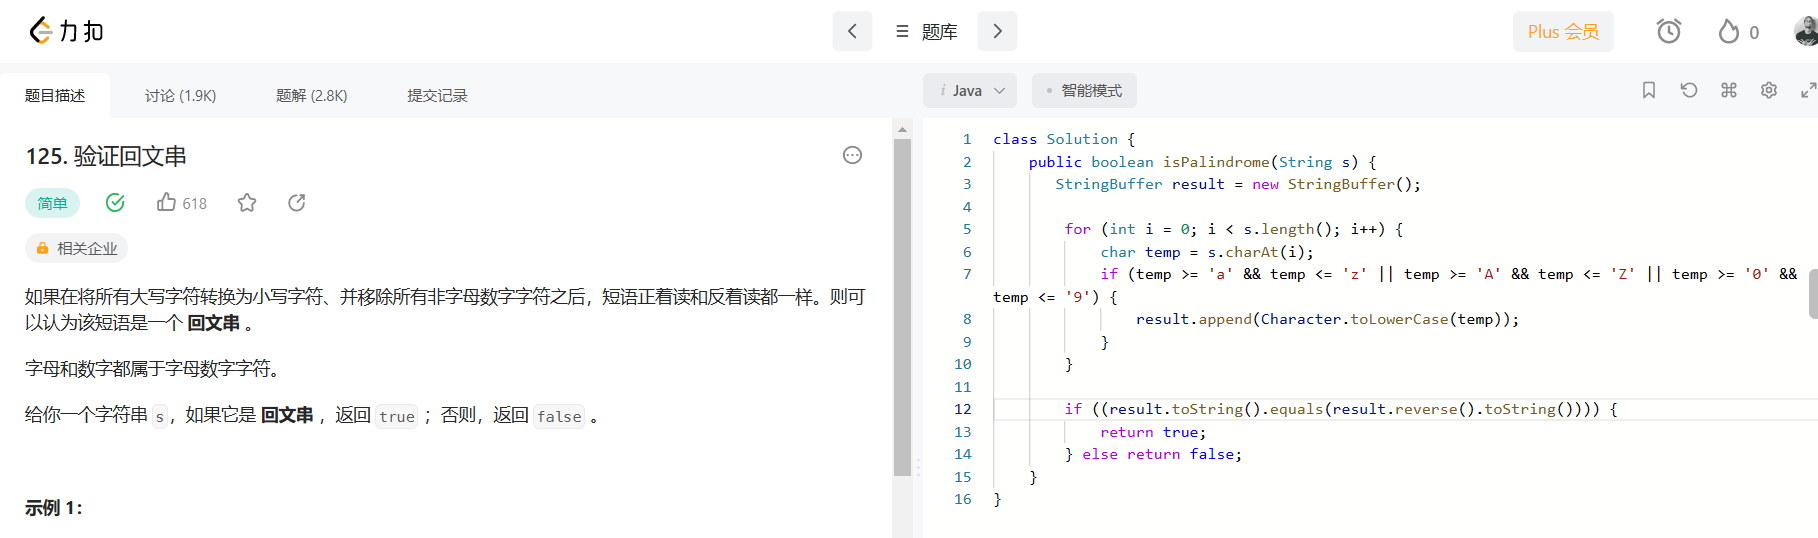 力扣
题库
Plus 会员
0
题目描述
讨论 (1.9K)
题解 (2.8K)
提交记录
i Java
智能模式
125. 验证回文串
简单
618
相关企业
如果在将所有大写字符转换为小写字符、并移除所有非字母数字字符之后，短语正着读和反着读都一样。则可
以认为该短语是一个 回文串 。
字母和数字都属于字母数字字符。
给你一个字符串 s，如果它是 回文串 ，返回 true ；否则，返回 false 。
示例 1：
1 class Solution {
2 public boolean isPalindrome(String s) {
3 StringBuffer result = new StringBuffer();
4
5 for (int i = 0; i < s.length(); i++) {
6 char temp = s.charAt(i);
7 if (temp >= 'a' && temp <= 'z' || temp >= 'A' && temp <= 'Z' || temp >= '0' &&
temp <= '9') {
8 result.append(Character.toLowerCase(temp));
9 }
10 }
11
12 if ((result.toString().equals(result.reverse().toString()))) {
13 return true;
14 } else return false;
15 }
16 }